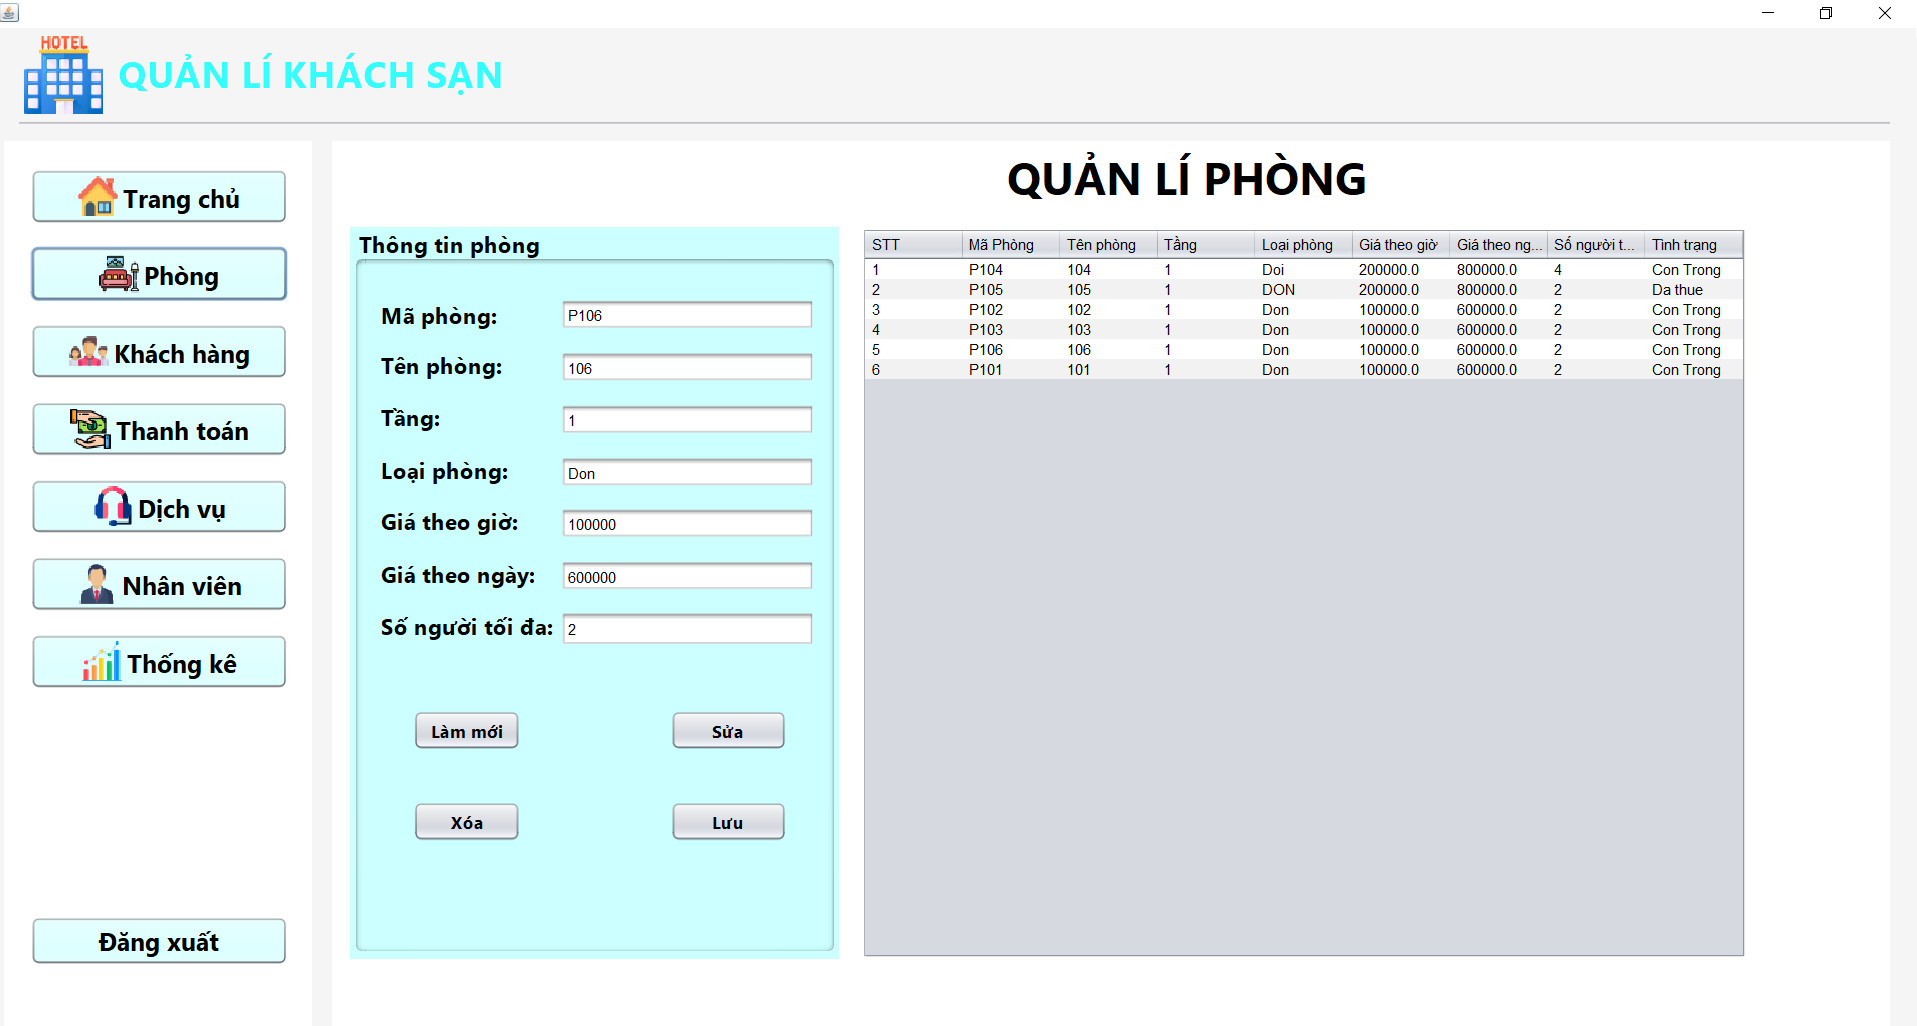 HOTEL
QUẢN LÍ KHÁCH SẠN
Trang chủ
Phòng
Khách hàng
Thanh toán
Dịch vụ
Nhân viên
Thống kê
Đăng xuất
QUẢN LÍ PHÒNG
Thông tin phòng
Mã phòng: P106
Tên phòng: 106
Tầng: 1
Loại phòng: Don
Giá theo giờ: 100000
Giá theo ngày: 600000
Số người tối đa: 2
Làm mới Sửa
Xóa Lưu
STT Mã Phòng Tên phòng Tầng Loại phòng Giá theo giờ Giá theo ng... Số người t... Tình trạng
1 P104 104 1 Doi 200000.0 800000.0 4 Con Trong
2 P105 105 1 DON 200000.0 800000.0 2 Da thue
3 P102 102 1 Don 100000.0 600000.0 2 Con Trong
4 P103 103 1 Don 100000.0 600000.0 2 Con Trong
5 P106 106 1 Don 100000.0 600000.0 2 Con Trong
6 P101 101 1 Don 100000.0 600000.0 2 Con Trong